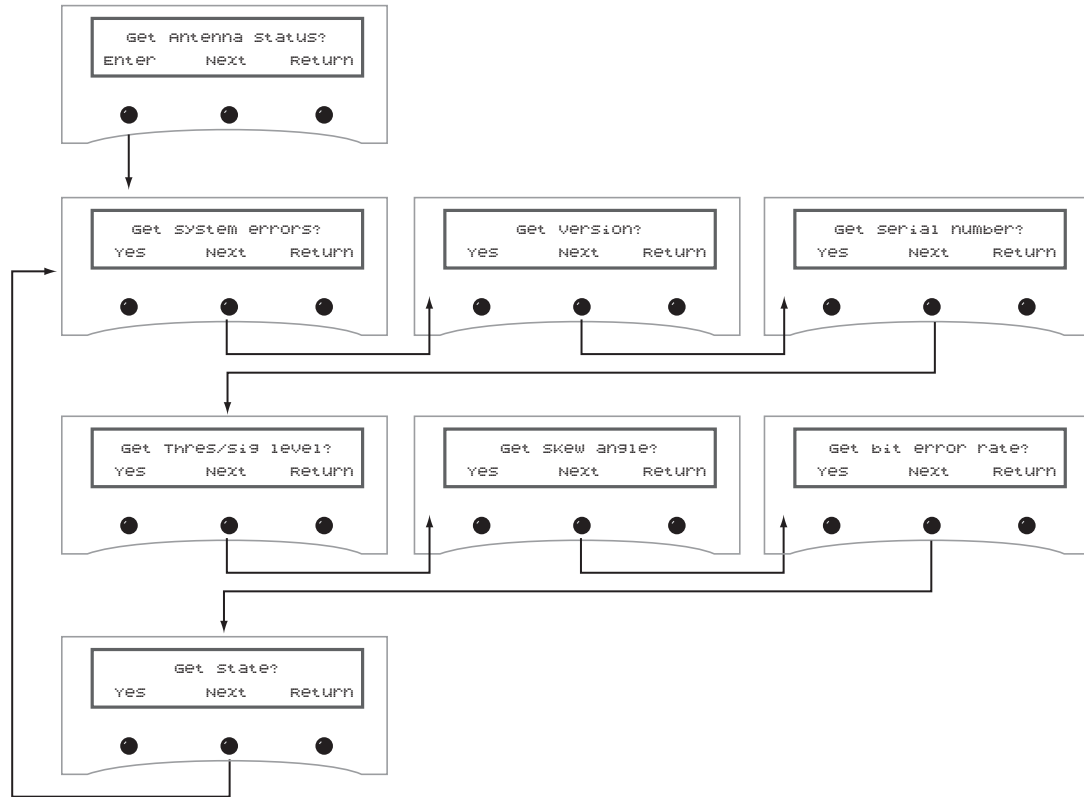 Get Antenna status?
Enter Next Return
Get system errors?
Yes Next Return
Get version?
Yes Next Return
Get serial number?
Yes Next Return
Get Thres/Sig level?
Yes Next Return
Get Skew angle?
Yes Next Return
Get bit error rate?
Yes Next Return
Get State?
Yes Next Return